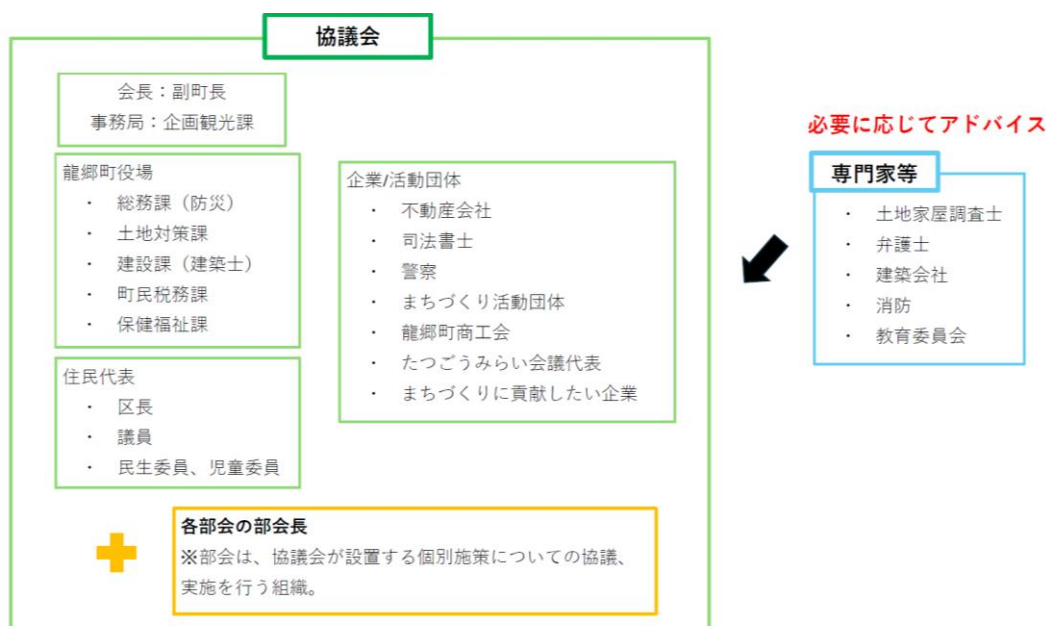 協議会
会長：副町長
事務局：企画観光課
龍郷町役場
・ 総務課（防災）
・ 土地対策課
・ 建設課（建築士）
・ 町民税務課
・ 保健福祉課
住民代表
・ 区長
・ 議員
・ 民生委員、児童委員
企業/活動団体
・ 不動産会社
・ 司法書士
・ 警察
・ まちづくり活動団体
・ 龍郷町商工会
・ たつごうみらい会議代表
・ まちづくりに貢献したい企業
各部会の部会長
※部会は、協議会が設置する個別施策についての協議、
実施を行う組織。
必要に応じてアドバイス
専門家等
・ 土地家屋調査士
・ 弁護士
・ 建築会社
・ 消防
・ 教育委員会